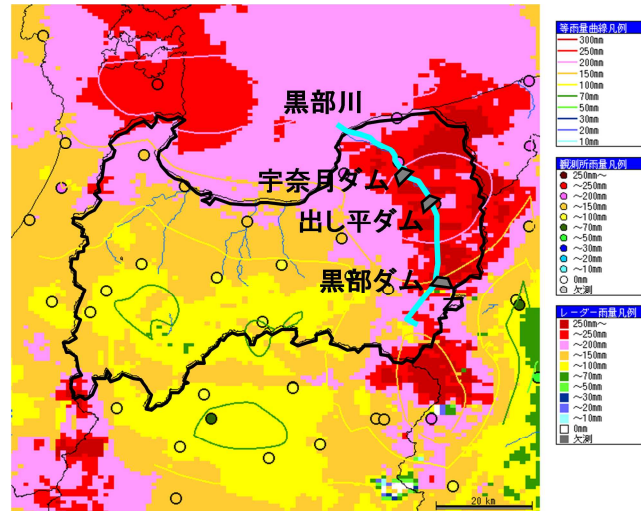 黒部川
宇奈月ダム
出し平ダム
黒部ダム
20 km
等雨量曲線凡例
300mm
250mm
200mm
150mm
100mm
70mm
50mm
30mm
20mm
10mm
観測所雨量凡例
250mm～
～250mm
～200mm
～150mm
～100mm
～70mm
～50mm
～30mm
～20mm
～10mm
0mm
欠測
レーダー雨量凡例
250mm～
～250mm
～200mm
～150mm
～100mm
～70mm
～50mm
～30mm
～20mm
～10mm
0mm
欠測